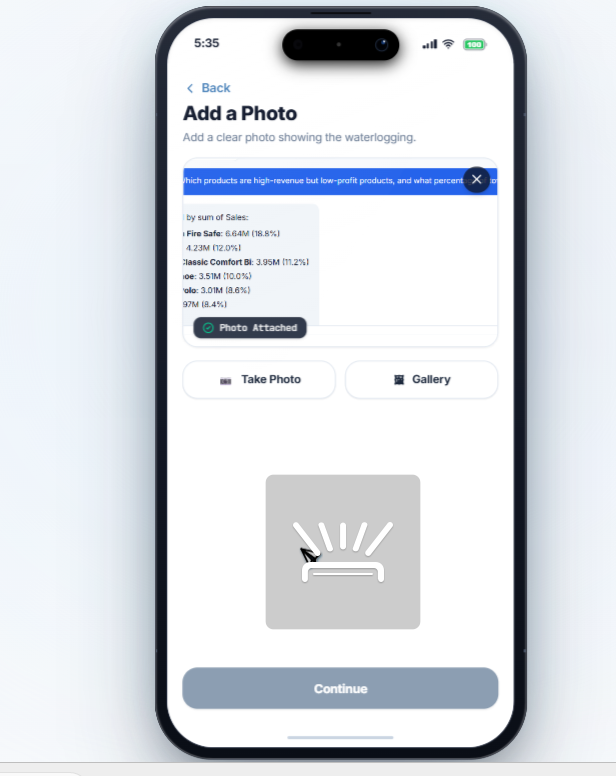 5:35
100
Back
Add a Photo
Add a clear photo showing the waterlogging.
hich products are high-revenue but low-profit products, and what percent
by sum of Sales:
Fire Safe: 6.64M (18.8%)
4.23M (12.0%)
Classic Comfort Bi: 3.95M (11.2%)
oe: 3.51M (10.0%)
Polo: 3.01M (8.6%)
97M (8.4%)
Photo Attached
Take Photo
Gallery
Continue